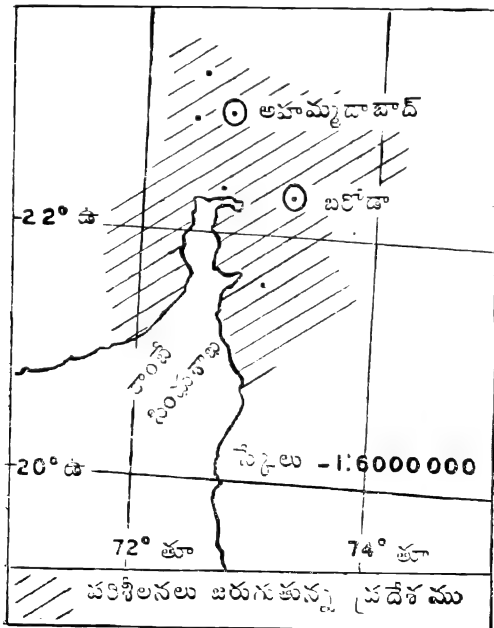 అహమ్మదాబాద్
బరోడా
22° ఉ
కాంబే
సింధుశాఖ
20° ఉ
స్కేలు -1:6000000
72° తూ
74° తూ
పరిశీలనలు జరుగుతున్న ప్రదేశము